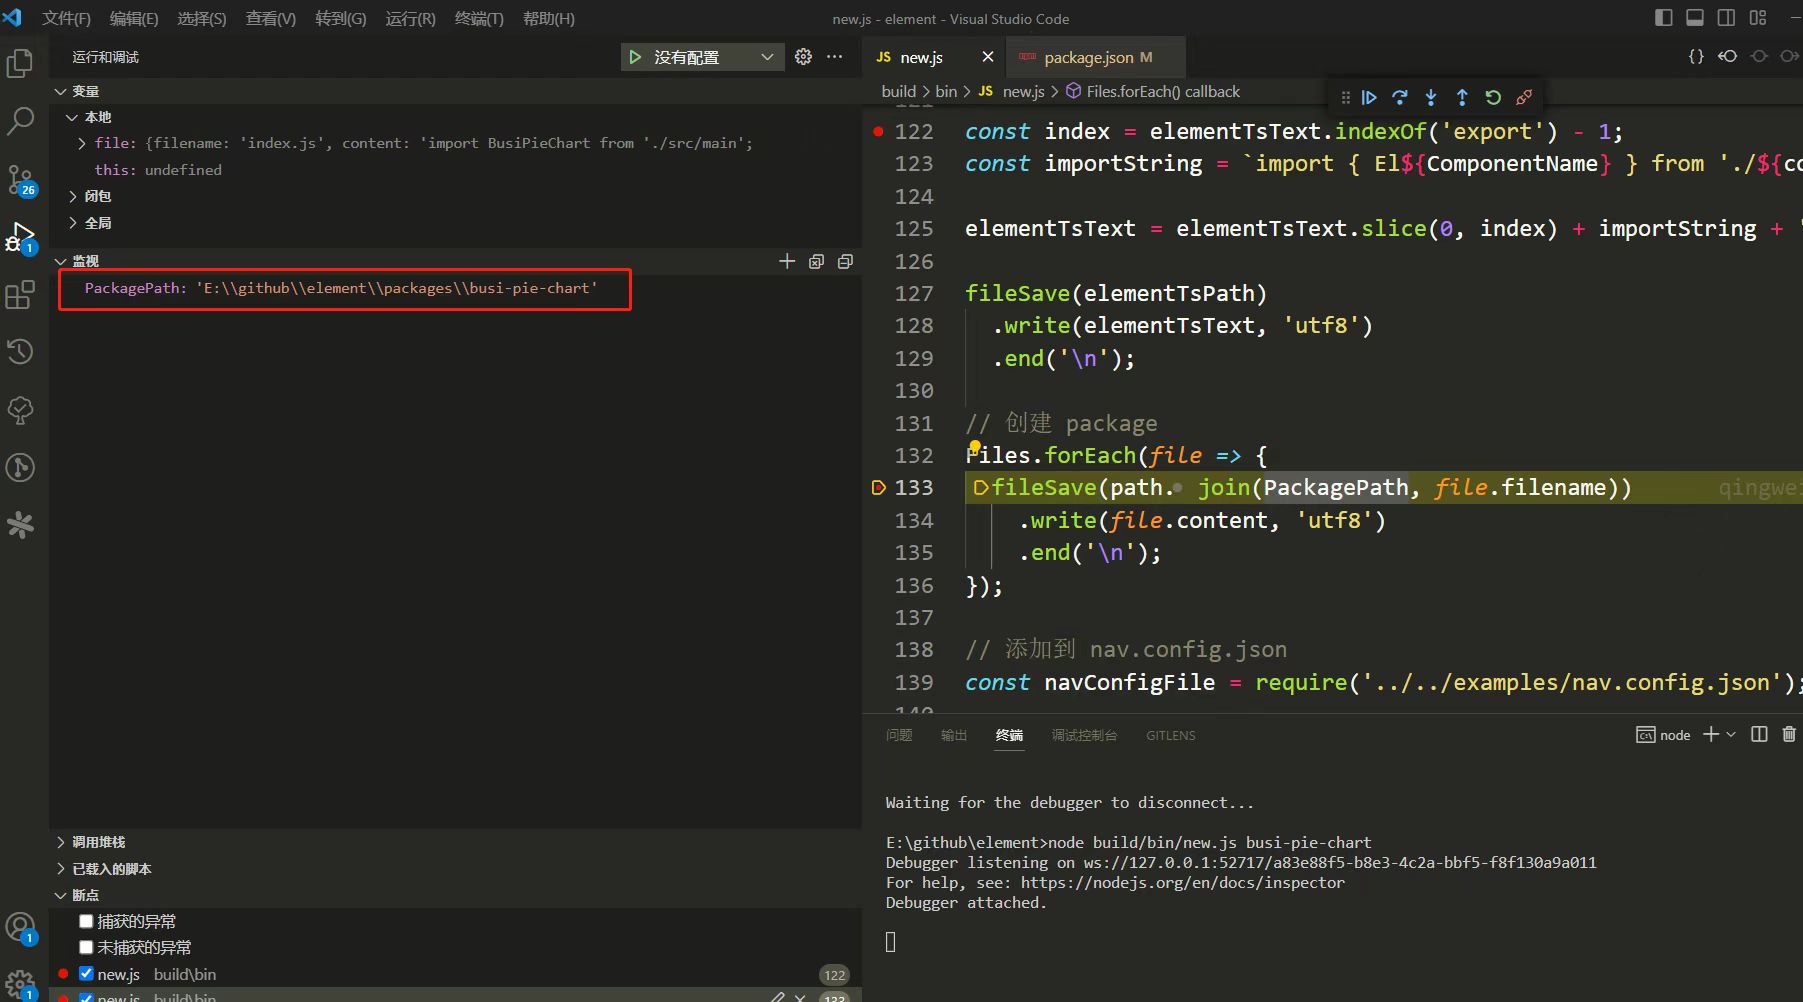 文件(F) 编辑(E) 选择(S) 查看(V) 转到(G) 运行(R) 终端(T) 帮助(H)
new.js - element - Visual Studio Code
运行和调试
没有配置
变量
本地
file: {filename: 'index.js', content: 'import BusiPieChart from './src/main';
this: undefined
闭包
全局
监视
PackagePath: 'E:\\github\\element\\packages\\busi-pie-chart'
调用堆栈
已载入的脚本
断点
捕获的异常
未捕获的异常
new.js build\bin 122
new.js build\bin 133
26
1
1
1
JS new.js
package.json M
build > bin > JS new.js > Files.forEach() callback
122 const index = elementTsText.indexOf('export') - 1;
123 const importString = `import { El${ComponentName} } from './${co
124
125 elementTsText = elementTsText.slice(0, index) + importString + '
126
127 fileSave(elementTsPath)
128 .write(elementTsText, 'utf8')
129 .end('\n');
130
131 // 创建 package
132 Files.forEach(file => {
133 fileSave(path. join(PackagePath, file.filename)) qingwei
134 .write(file.content, 'utf8')
135 .end('\n');
136 });
137
138 // 添加到 nav.config.json
139 const navConfigFile = require('../../examples/nav.config.json');
140
问题 输出 终端 调试控制台 GITLENS
node
Waiting for the debugger to disconnect...
E:\github\element>node build/bin/new.js busi-pie-chart
Debugger listening on ws://127.0.0.1:52717/a83e88f5-b8e3-4c2a-bbf5-f8f130a9a011
For help, see: https://nodejs.org/en/docs/inspector
Debugger attached.